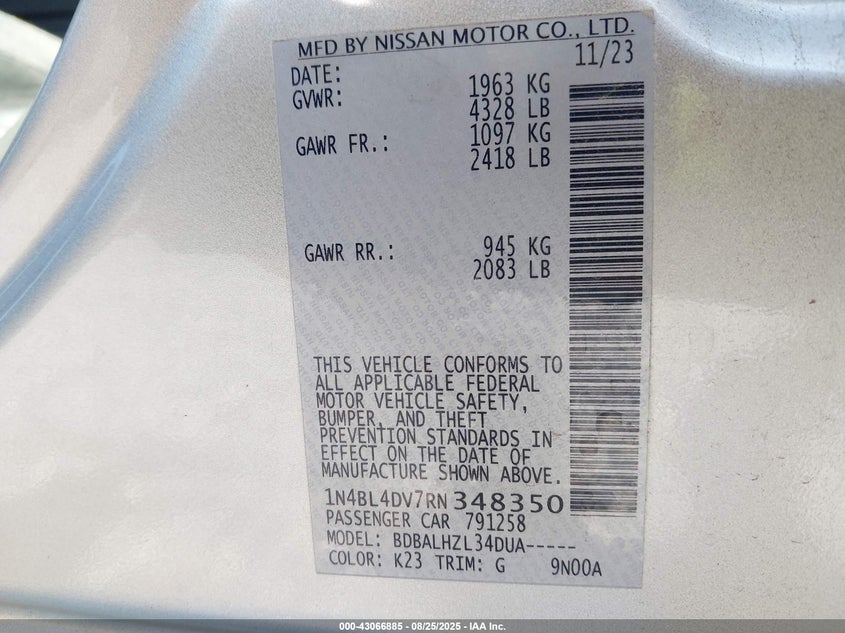 MFD BY NISSAN MOTOR CO., LTD.
DATE: 11/23
GVWR: 1963 KG
4328 LB
GAWR FR.: 1097 KG
2418 LB
GAWR RR.: 945 KG
2083 LB
THIS VEHICLE CONFORMS TO
ALL APPLICABLE FEDERAL
MOTOR VEHICLE SAFETY,
BUMPER, AND THEFT
PREVENTION STANDARDS IN
EFFECT ON THE DATE OF
MANUFACTURE SHOWN ABOVE.
1N4BL4DV7RN348350
PASSENGER CAR 791258
MODEL: BDBALHZL34DUA-----
COLOR: K23 TRIM: G 9N00A
000-43066885 - 08/25/2025 - IAA Inc.